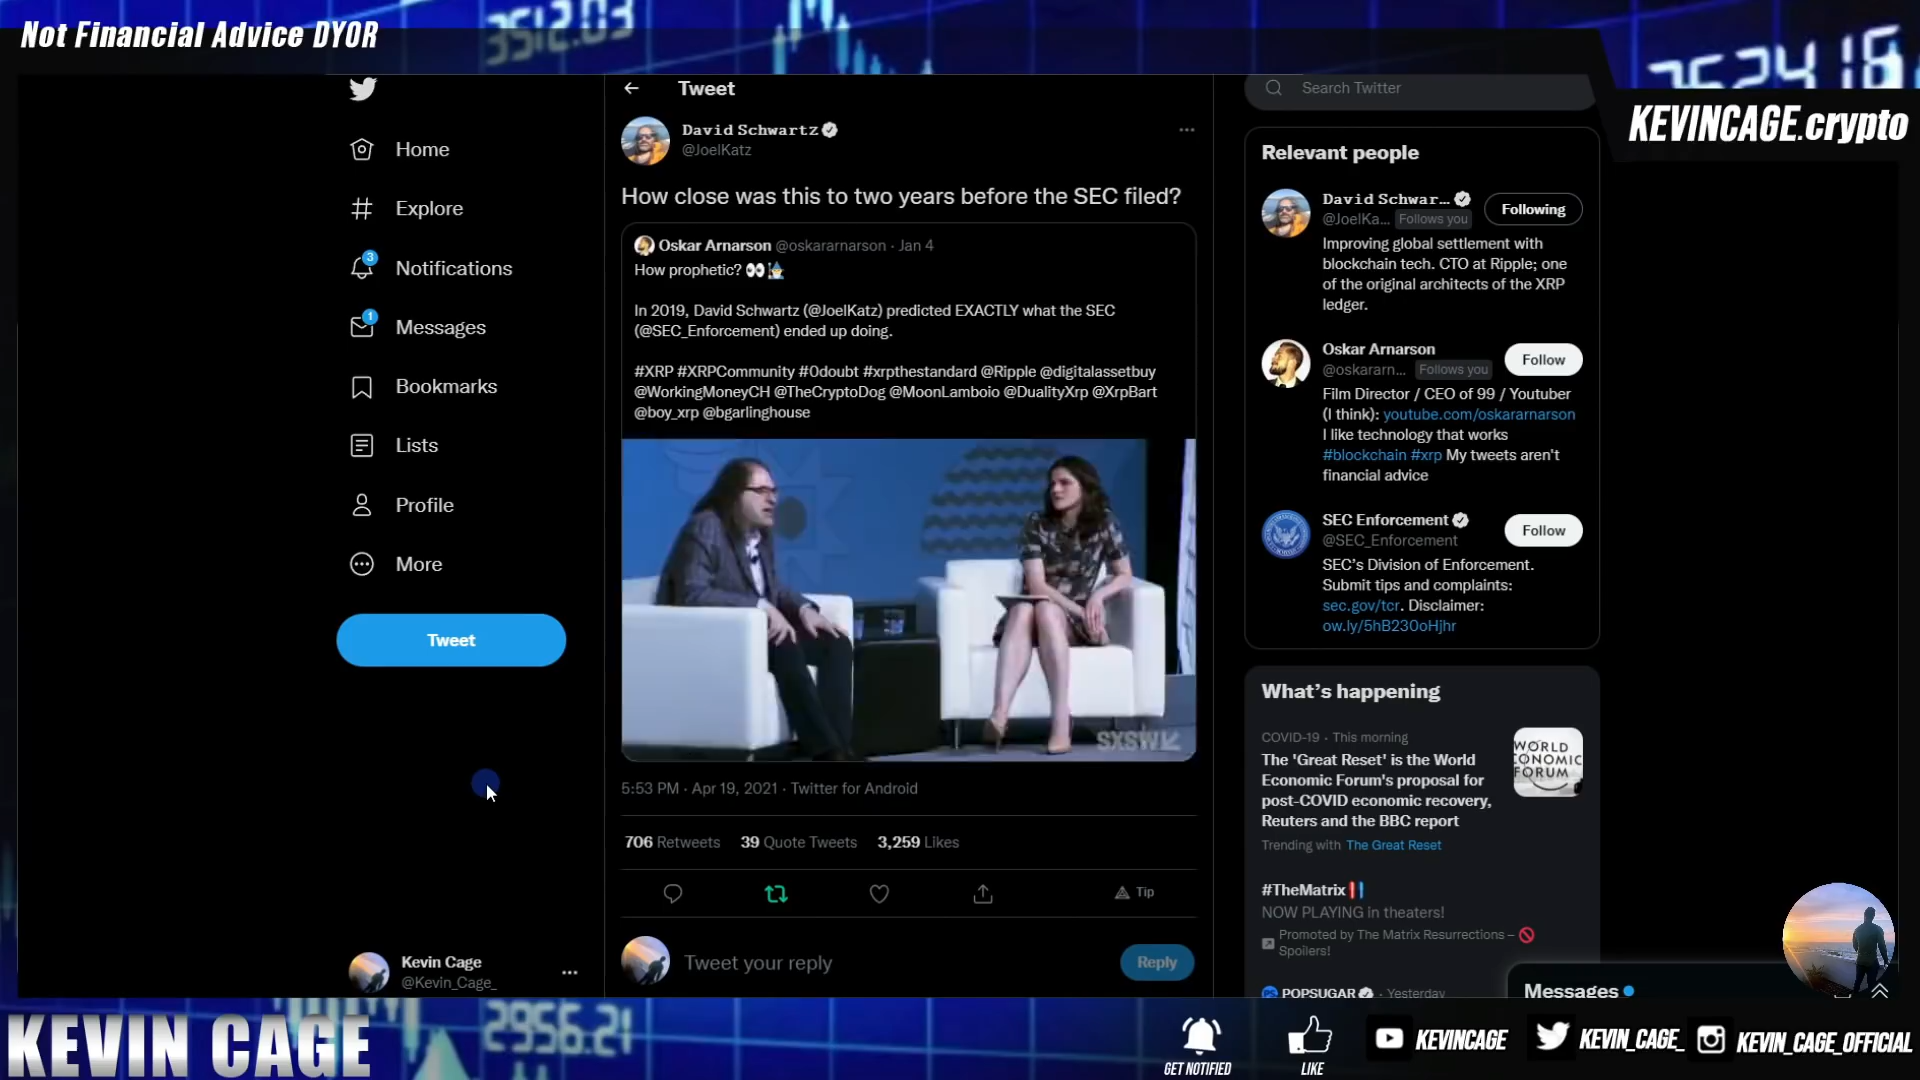 Not Financial Advice DYOR
3512.03
3524.16
KEVINCAGE.crypto
Home
Explore
3
Notifications
1
Messages
Bookmarks
Lists
Profile
More
Tweet
Kevin Cage
@Kevin_Cage_
Tweet
David Schwartz
@JoelKatz
How close was this to two years before the SEC filed?
Oskar Arnarson @oskararnarson · Jan 4
How prophetic?
In 2019, David Schwartz (@JoelKatz) predicted EXACTLY what the SEC
(@SEC_Enforcement) ended up doing.
#XRP #XRPCommunity #0doubt #xrpthestandard @Ripple @digitalassetbuy
@WorkingMoneyCH @TheCryptoDog @MoonLamboio @DualityXrp @XrpBart
@boy_xrp @bgarlinghouse
SXSW
5:53 PM · Apr 19, 2021 · Twitter for Android
706 Retweets 39 Quote Tweets 3,259 Likes
Tip
Tweet your reply
Reply
Search Twitter
Relevant people
David Schwar...
@JoelKa... Follows you
Following
Improving global settlement with
blockchain tech. CTO at Ripple; one
of the original architects of the XRP
ledger.
Oskar Arnarson
@oskararn... Follows you
Follow
Film Director / CEO of 99 / Youtuber
(I think): youtube.com/oskararnarson
I like technology that works
#blockchain #xrp My tweets aren't
financial advice
SEC Enforcement
@SEC_Enforcement
Follow
SEC's Division of Enforcement.
Submit tips and complaints:
sec.gov/tcr. Disclaimer:
ow.ly/5hB230oHjhr
What's happening
COVID-19 · This morning
The 'Great Reset' is the World
Economic Forum's proposal for
post-COVID economic recovery,
Reuters and the BBC report
WORLD
ECONOMIC
FORUM
Trending with The Great Reset
#TheMatrix
NOW PLAYING in theaters!
Promoted by The Matrix Resurrections –
Spoilers!
POPSUGAR · Yesterday
Messages
KEVIN CAGE
2956.21
GET NOTIFIED
LIKE
KEVINCAGE
KEVIN_CAGE_
KEVIN_CAGE_OFFICIAL